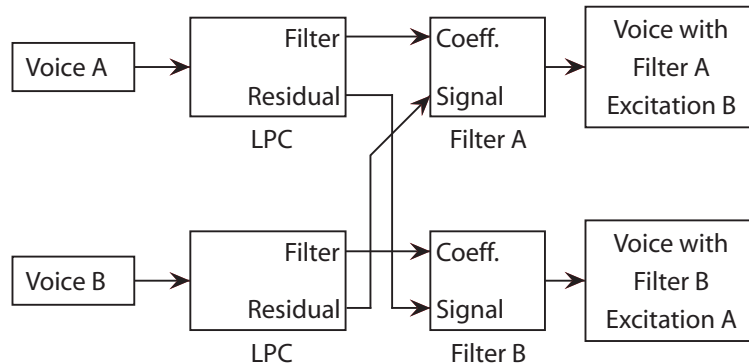 Voice A
Filter
Residual
LPC
Coeff.
Signal
Filter A
Voice with
Filter A
Excitation B
Voice B
Filter
Residual
LPC
Coeff.
Signal
Filter B
Voice with
Filter B
Excitation A